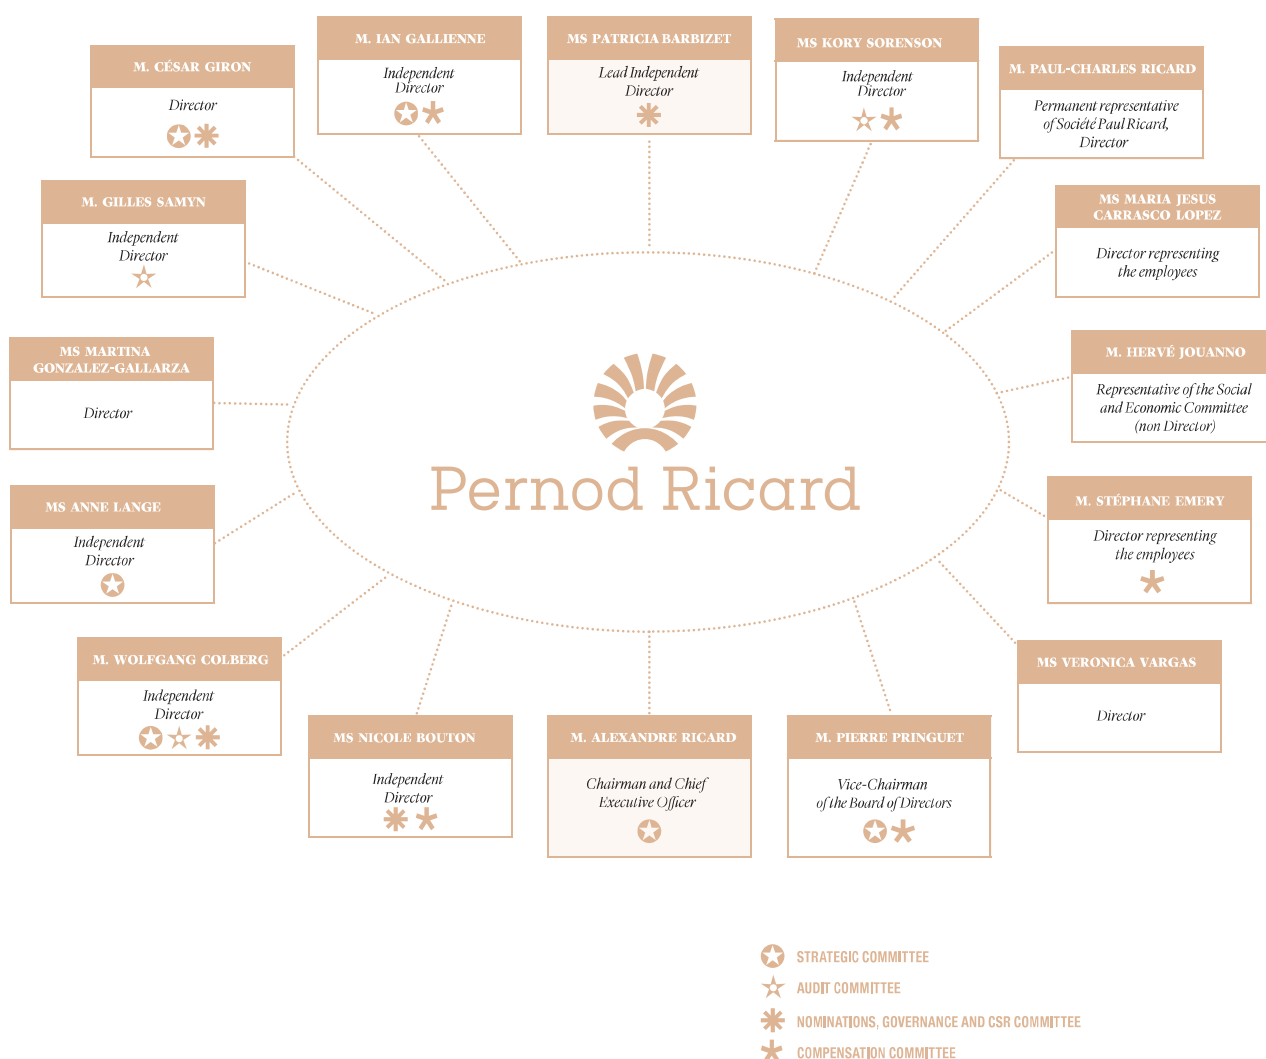 M. IAN GALLIENNE
Independent
Director
MS PATRICIA BARBIZET
Lead Independent
Director
MS KORY SORENSON
Independent
Director
M. CÉSAR GIRON
Director
M. PAUL-CHARLES RICARD
Permanent representative
of Société Paul Ricard,
Director
M. GILLES SAMYN
Independent
Director
MS MARIA JESUS
CARRASCO LOPEZ
Director representing
the employees
MS MARTINA
GONZALEZ-GALLARZA
Director
M. HERVÉ JOUANNO
Representative of the Social
and Economic Committee
(non Director)
Pernod Ricard
MS ANNE LANGE
Independent
Director
M. STÉPHANE EMERY
Director representing
the employees
M. WOLFGANG COLBERG
Independent
Director
MS VERONICA VARGAS
Director
MS NICOLE BOUTON
Independent
Director
M. ALEXANDRE RICARD
Chairman and Chief
Executive Officer
M. PIERRE PRINGUET
Vice-Chairman
of the Board of Directors
STRATEGIC COMMITTEE
AUDIT COMMITTEE
NOMINATIONS, GOVERNANCE AND CSR COMMITTEE
COMPENSATION COMMITTEE